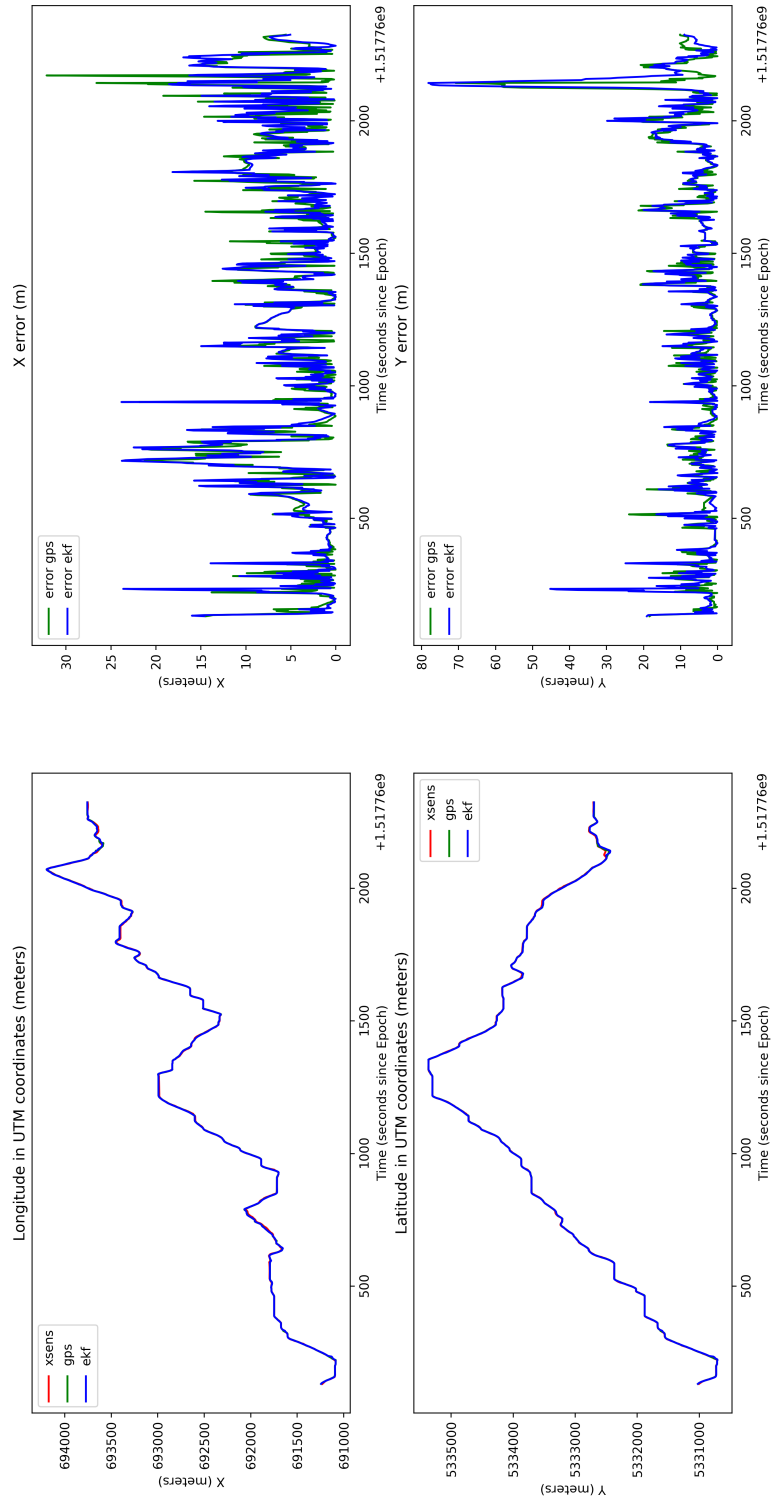 X error (m)
error gps
error ekf
X (meters)
30
25
20
15
10
5
0
500
1000
1500
2000
Time (seconds since Epoch)
+1.51776e9
Y error (m)
error gps
error ekf
Y (meters)
80
70
60
50
40
30
20
10
0
500
1000
1500
2000
Time (seconds since Epoch)
+1.51776e9
Longitude in UTM coordinates (meters)
xsens
gps
ekf
X (meters)
694000
693500
693000
692500
692000
691500
691000
500
1000
1500
2000
Time (seconds since Epoch)
+1.51776e9
Latitude in UTM coordinates (meters)
xsens
gps
ekf
Y (meters)
5335000
5334000
5333000
5332000
5331000
500
1000
1500
2000
Time (seconds since Epoch)
+1.51776e9